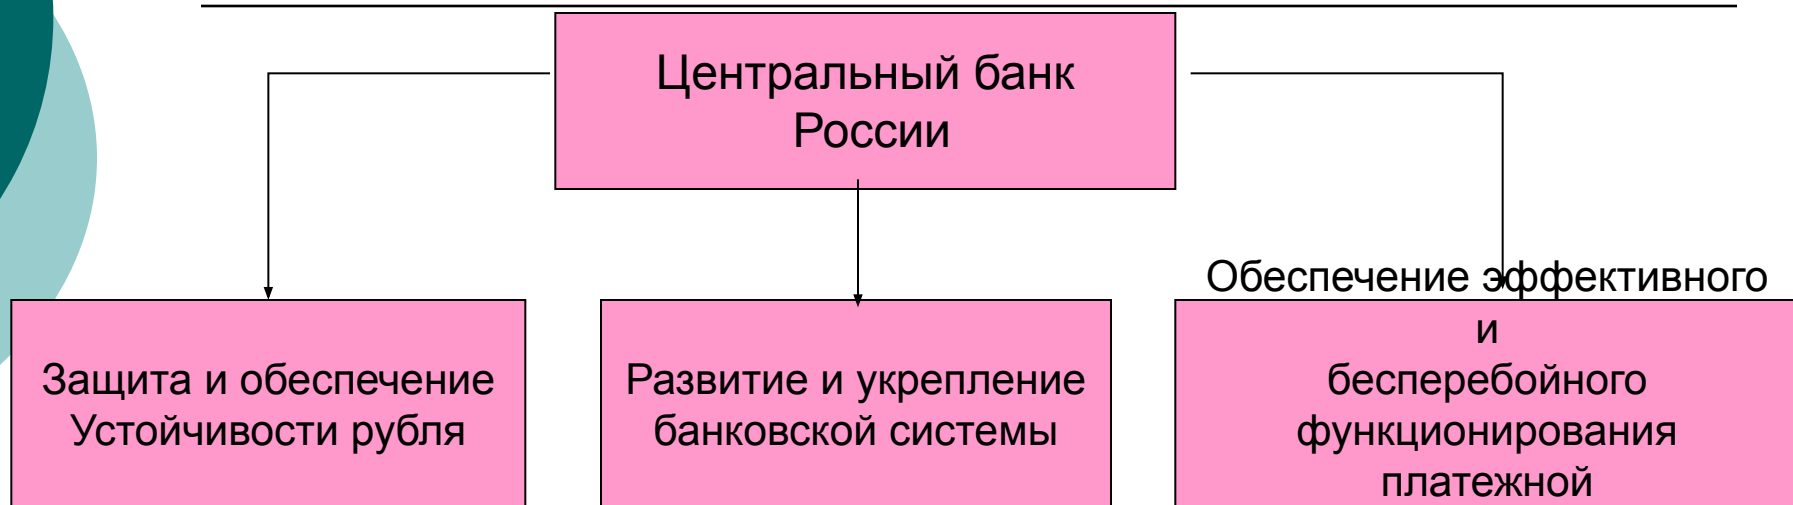 Центральный банк
России
Защита и обеспечение
Устойчивости рубля
Развитие и укрепление
банковской системы
Обеспечение эффективного
и
бесперебойного
функционирования
платежной